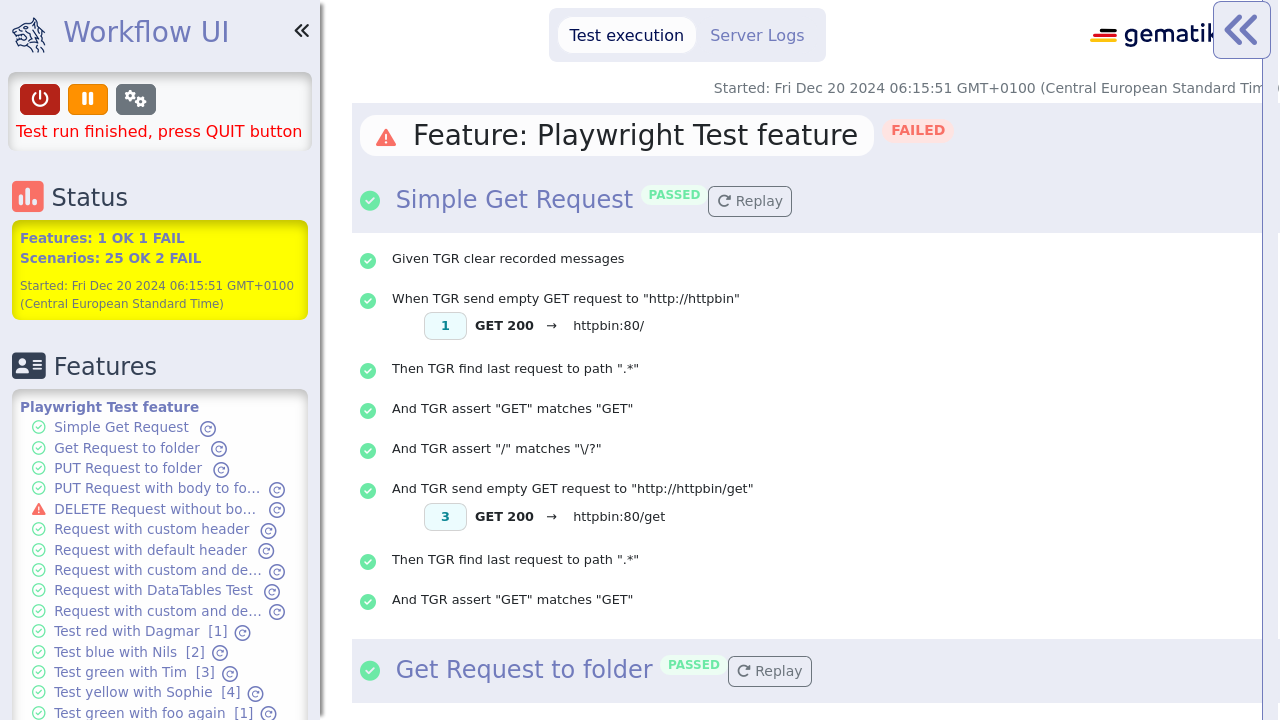 Workflow UI
Test run finished, press QUIT button
Status
Features: 1 OK 1 FAIL
Scenarios: 25 OK 2 FAIL
Started: Fri Dec 20 2024 06:15:51 GMT+0100
(Central European Standard Time)
Features
Playwright Test feature
Simple Get Request
Get Request to folder
PUT Request to folder
PUT Request with body to fo...
DELETE Request without bo...
Request with custom header
Request with default header
Request with custom and de...
Request with DataTables Test
Request with custom and de...
Test red with Dagmar [1]
Test blue with Nils [2]
Test green with Tim [3]
Test yellow with Sophie [4]
Test green with foo again [1]
Test execution Server Logs
gematik
Started: Fri Dec 20 2024 06:15:51 GMT+0100 (Central European Standard Tim
Feature: Playwright Test feature FAILED
Simple Get Request PASSED Replay
Given TGR clear recorded messages
When TGR send empty GET request to "http://httpbin"
1 GET 200 → httpbin:80/
Then TGR find last request to path ".*"
And TGR assert "GET" matches "GET"
And TGR assert "/" matches "\/?"
And TGR send empty GET request to "http://httpbin/get"
3 GET 200 → httpbin:80/get
Then TGR find last request to path ".*"
And TGR assert "GET" matches "GET"
Get Request to folder PASSED Replay